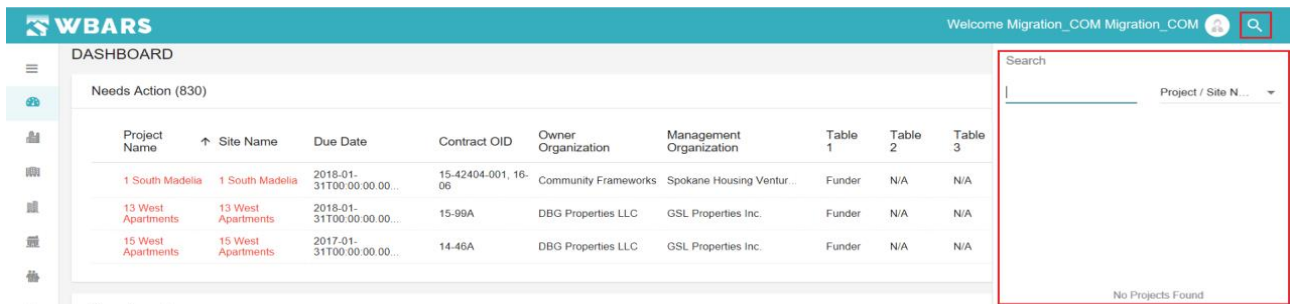 WBARS
Welcome Migration_COM Migration_COM
DASHBOARD
Search
Needs Action (830)
Project / Site N...
Project Name ↑ Site Name Due Date Contract OID Owner Organization Management Organization Table 1 Table 2 Table 3
1 South Madelia 1 South Madelia 2018-01-31T00:00:00.00... 15-42404-001, 16-06 Community Frameworks Spokane Housing Ventur... Funder N/A N/A
13 West Apartments 13 West Apartments 2018-01-31T00:00:00.00... 15-99A DBG Properties LLC GSL Properties Inc. Funder N/A N/A
15 West Apartments 15 West Apartments 2017-01-31T00:00:00.00... 14-46A DBG Properties LLC GSL Properties Inc. Funder N/A N/A
No Projects Found